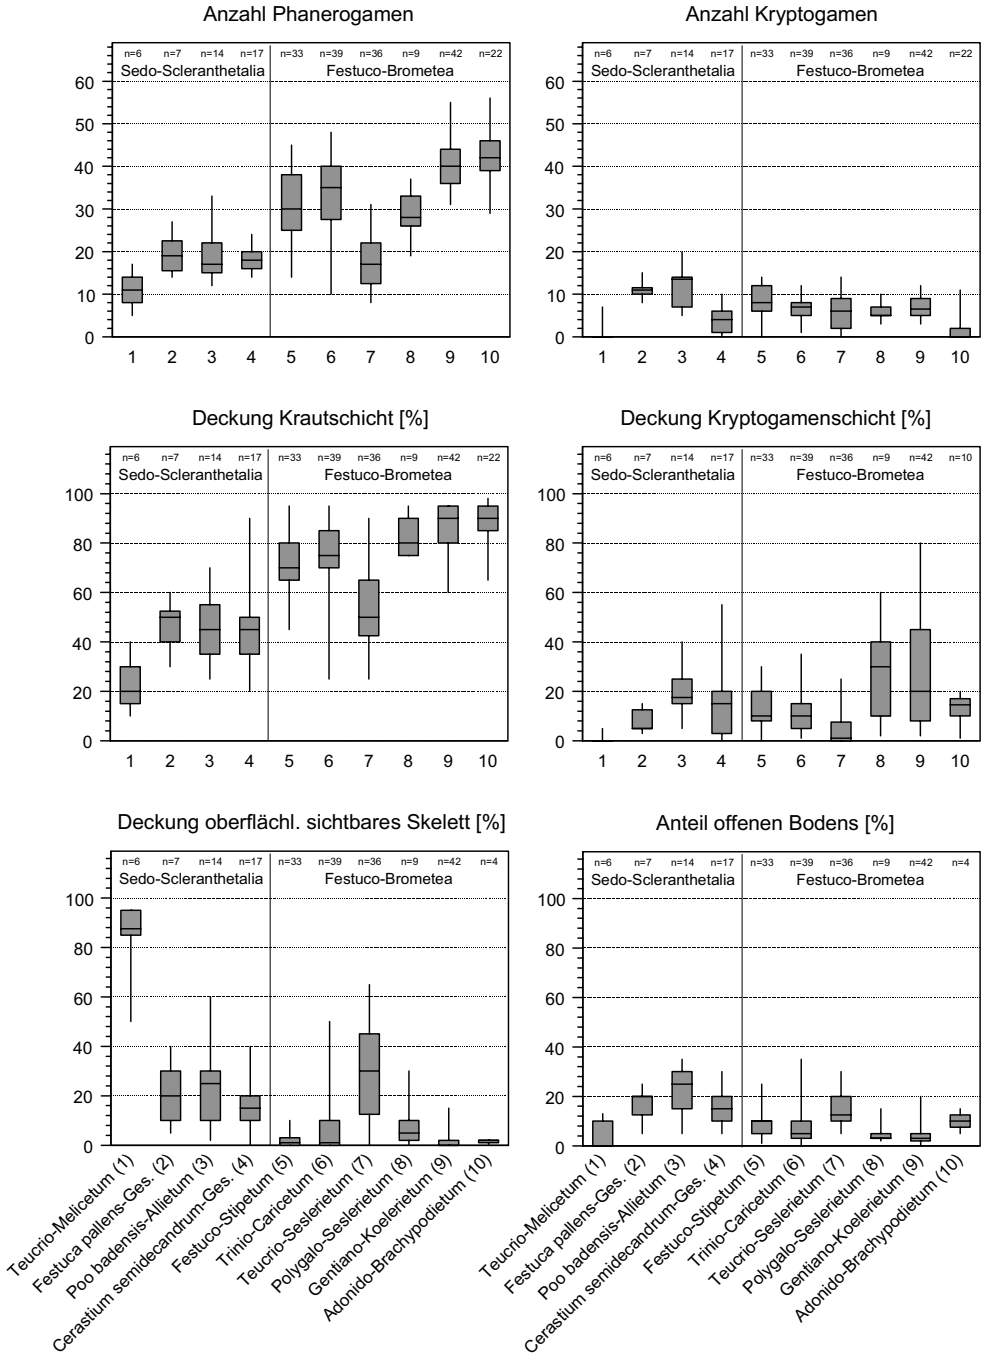 Anzahl Phanerogamen
n=6 n=7 n=14 n=17 n=33 n=39 n=36 n=9 n=42 n=22
Sedo-Scleranthetalia Festuco-Brometea
60
50
40
30
20
10
0
1 2 3 4 5 6 7 8 9 10
Anzahl Kryptogamen
n=6 n=7 n=14 n=17 n=33 n=39 n=36 n=9 n=42 n=22
Sedo-Scleranthetalia Festuco-Brometea
60
50
40
30
20
10
0
1 2 3 4 5 6 7 8 9 10
Deckung Krautschicht [%]
n=6 n=7 n=14 n=17 n=33 n=39 n=36 n=9 n=42 n=22
Sedo-Scleranthetalia Festuco-Brometea
100
80
60
40
20
0
1 2 3 4 5 6 7 8 9 10
Deckung Kryptogamenschicht [%]
n=6 n=7 n=14 n=17 n=33 n=39 n=36 n=9 n=42 n=10
Sedo-Scleranthetalia Festuco-Brometea
100
80
60
40
20
0
1 2 3 4 5 6 7 8 9 10
Deckung oberflächl. sichtbares Skelett [%]
n=6 n=7 n=14 n=17 n=33 n=39 n=36 n=9 n=42 n=4
Sedo-Scleranthetalia Festuco-Brometea
100
80
60
40
20
0
Teucrio-Melicetum (1)
Festuca pallens-Ges. (2)
Poo badensis-Allietum (3)
Cerastium semidecandrum-Ges. (4)
Festuco-Stipetum (5)
Trinio-Caricetum (6)
Teucrio-Seslerietum (7)
Polygalo-Seslerietum (8)
Gentiano-Koelerietum (9)
Adonido-Brachypodietum (10)
Anteil offenen Bodens [%]
n=6 n=7 n=14 n=17 n=33 n=39 n=36 n=9 n=42 n=4
Sedo-Scleranthetalia Festuco-Brometea
100
80
60
40
20
0
Teucrio-Melicetum (1)
Festuca pallens-Ges. (2)
Poo badensis-Allietum (3)
Cerastium semidecandrum-Ges. (4)
Festuco-Stipetum (5)
Trinio-Caricetum (6)
Teucrio-Seslerietum (7)
Polygalo-Seslerietum (8)
Gentiano-Koelerietum (9)
Adonido-Brachypodietum (10)